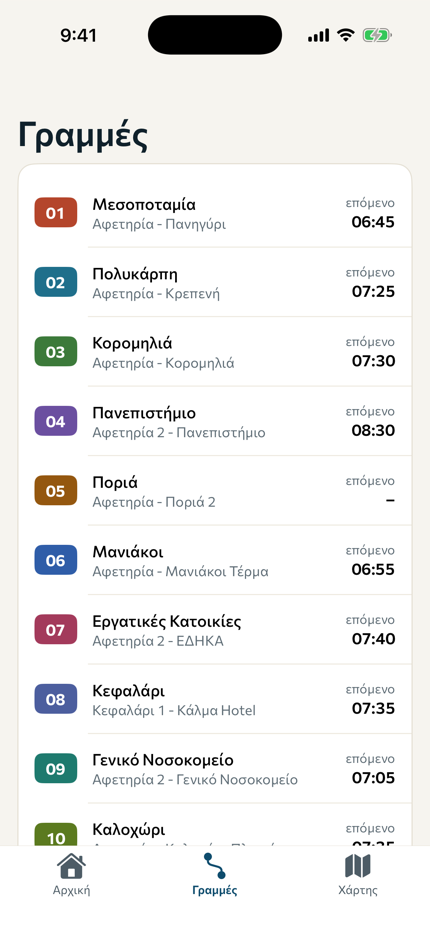 9:41
Γραμμές
01
Μεσοποταμία
Αφετηρία - Πανηγύρι
επόμενο
06:45
02
Πολυκάρπη
Αφετηρία - Κρεπενή
επόμενο
07:25
03
Κορομηλιά
Αφετηρία - Κορομηλιά
επόμενο
07:30
04
Πανεπιστήμιο
Αφετηρία 2 - Πανεπιστήμιο
επόμενο
08:30
05
Ποριά
Αφετηρία - Ποριά 2
επόμενο
–
06
Μανιάκοι
Αφετηρία - Μανιάκοι Τέρμα
επόμενο
06:55
07
Εργατικές Κατοικίες
Αφετηρία 2 - ΕΔΗΚΑ
επόμενο
07:40
08
Κεφαλάρι
Κεφαλάρι 1 - Κάλμα Hotel
επόμενο
07:35
09
Γενικό Νοσοκομείο
Αφετηρία 2 - Γενικό Νοσοκομείο
επόμενο
07:05
10
Καλοχώρι
επόμενο
Αρχική
Γραμμές
Χάρτης